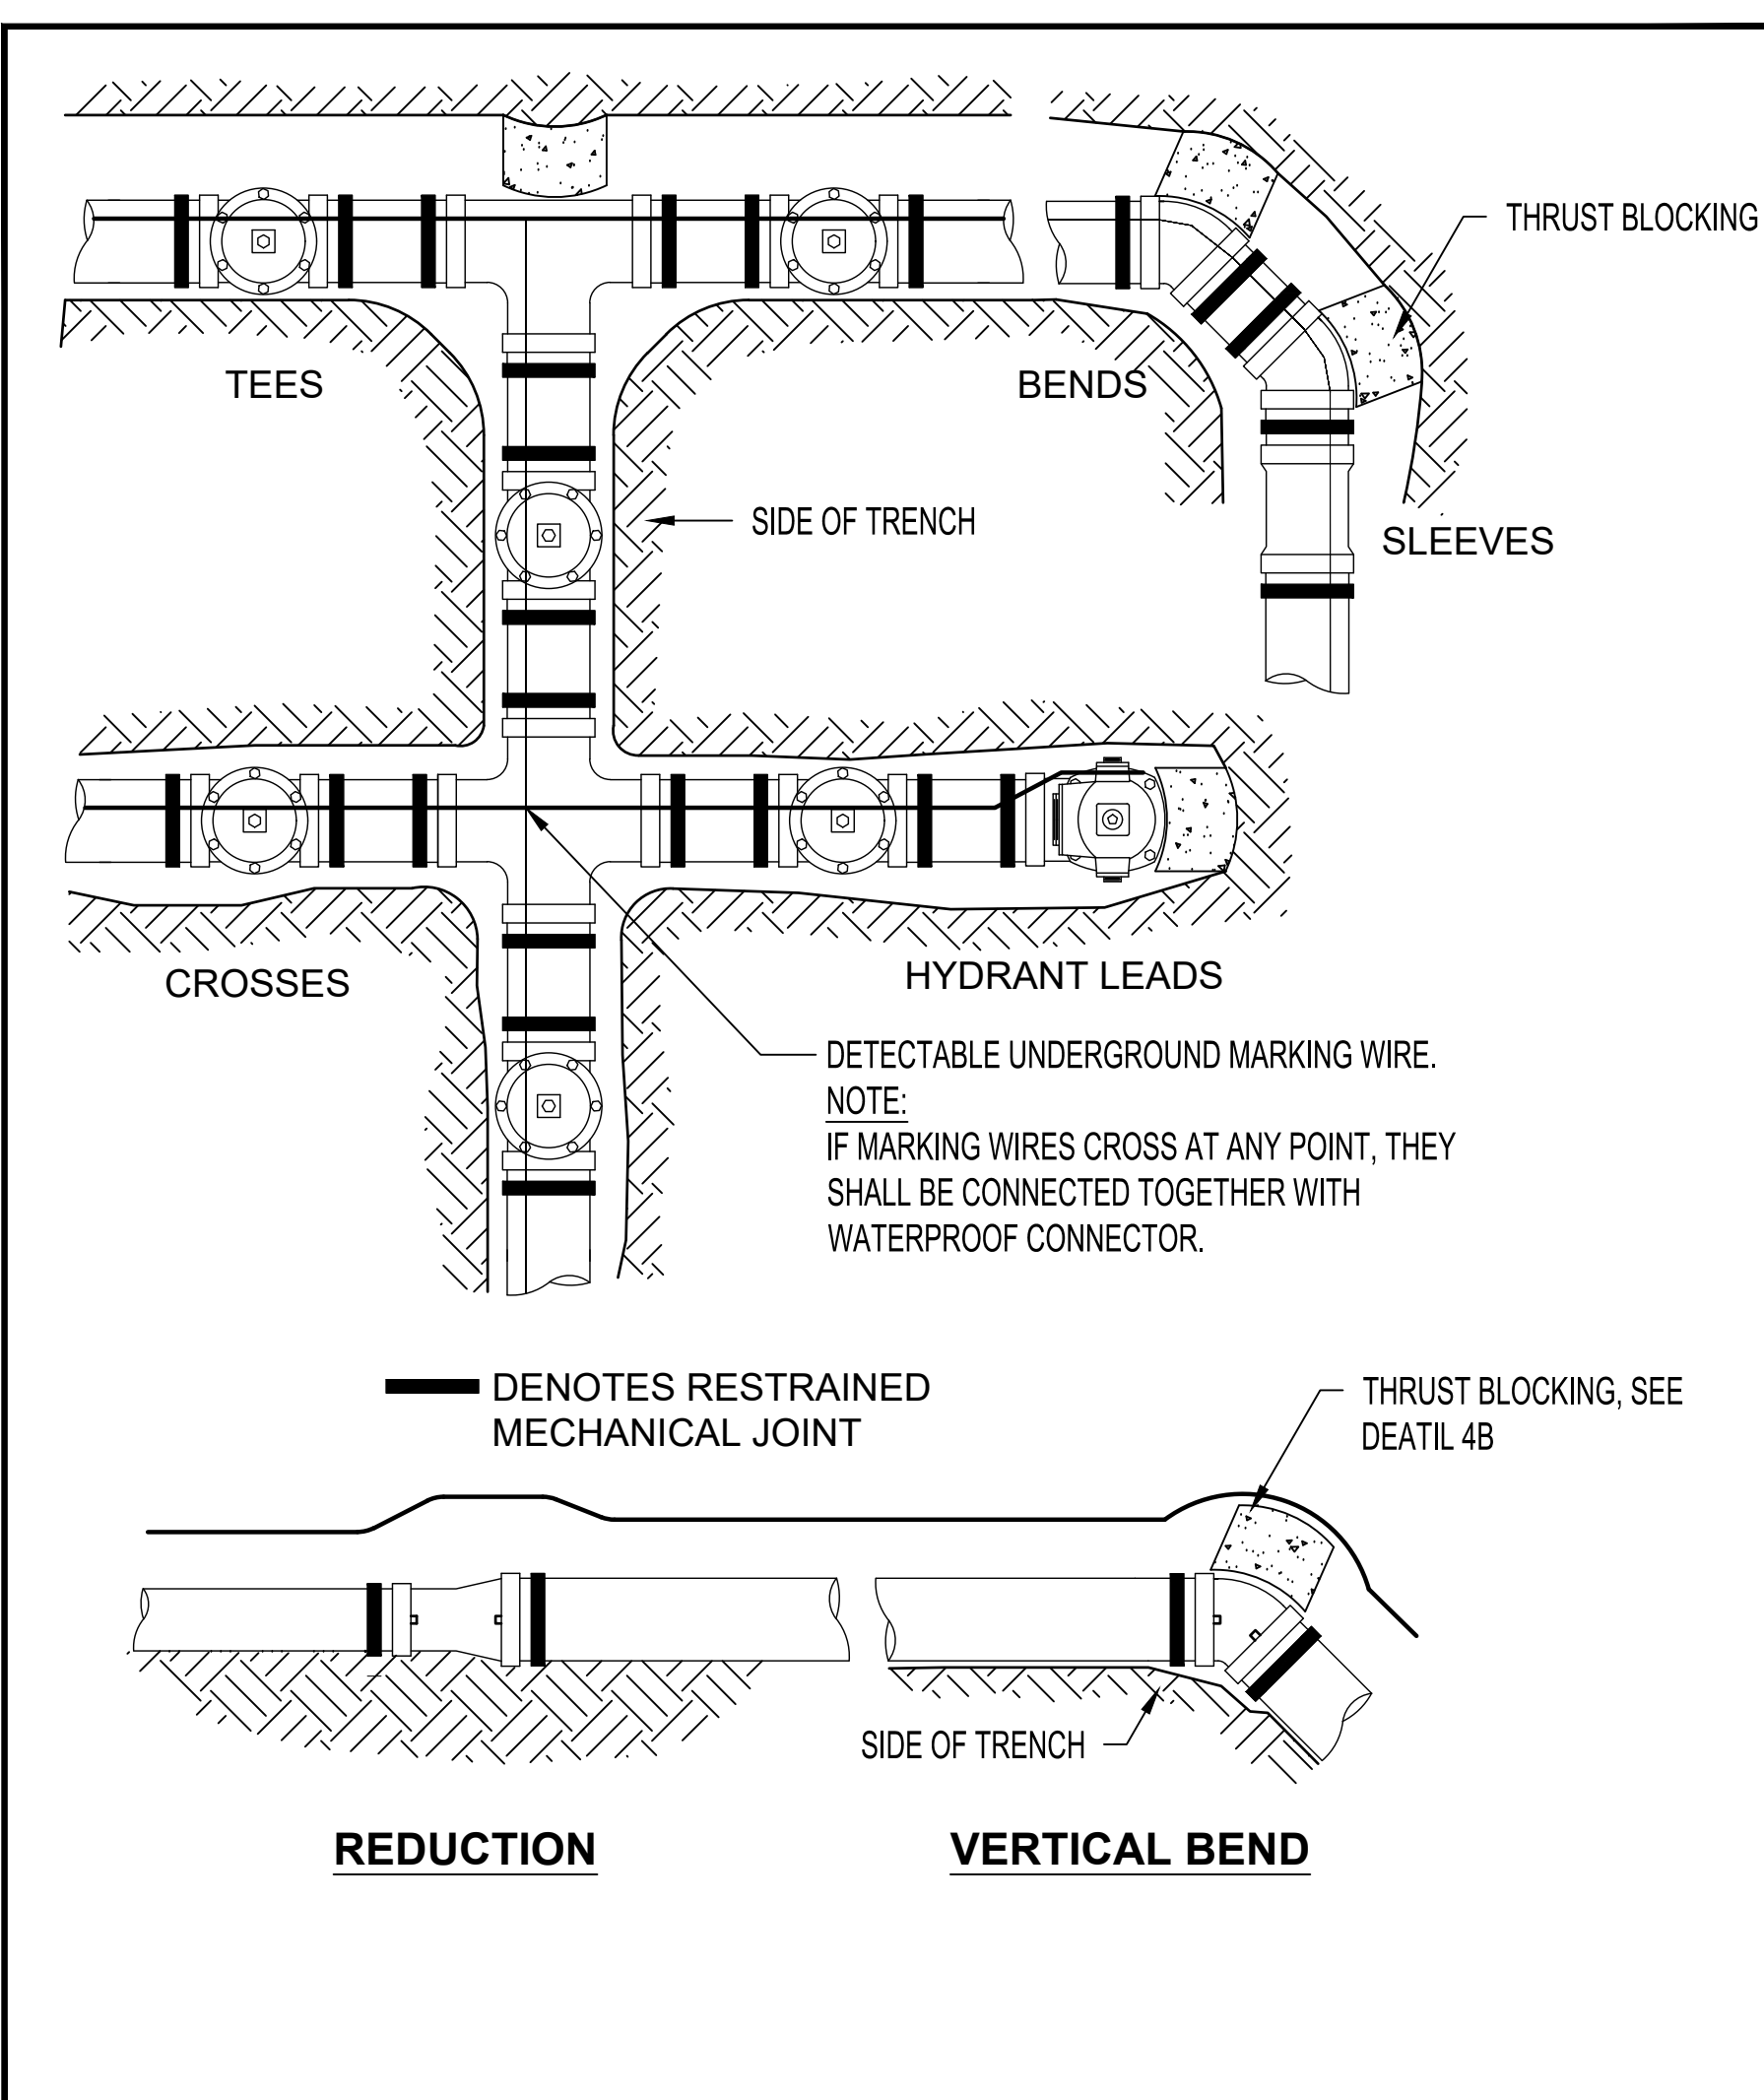 THRUST BLOCKING
TEES
BENDS
SIDE OF TRENCH
SLEEVES
CROSSES
HYDRANT LEADS
DETECTABLE UNDERGROUND MARKING WIRE.
NOTE:
IF MARKING WIRES CROSS AT ANY POINT, THEY
SHALL BE CONNECTED TOGETHER WITH
WATERPROOF CONNECTOR.
DENOTES RESTRAINED
MECHANICAL JOINT
THRUST BLOCKING, SEE
DEATIL 4B
SIDE OF TRENCH
REDUCTION
VERTICAL BEND